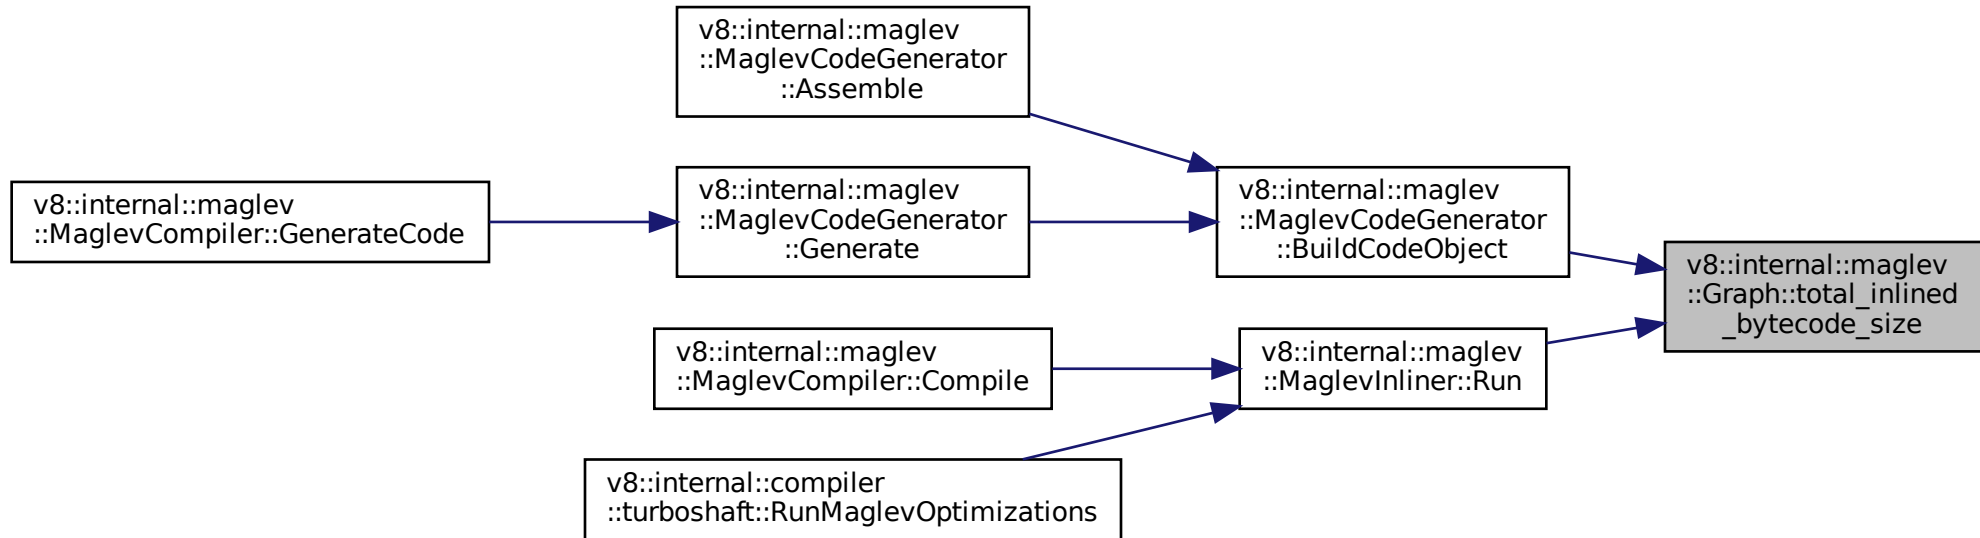 v8::internal::maglev
::MaglevCodeGenerator
::Assemble
v8::internal::maglev
::MaglevCompiler::GenerateCode
v8::internal::maglev
::MaglevCodeGenerator
::Generate
v8::internal::maglev
::MaglevCodeGenerator
::BuildCodeObject
v8::internal::maglev
::Graph::total_inlined
_bytecode_size
v8::internal::maglev
::MaglevCompiler::Compile
v8::internal::maglev
::MaglevInliner::Run
v8::internal::compiler
::turboshaft::RunMaglevOptimizations